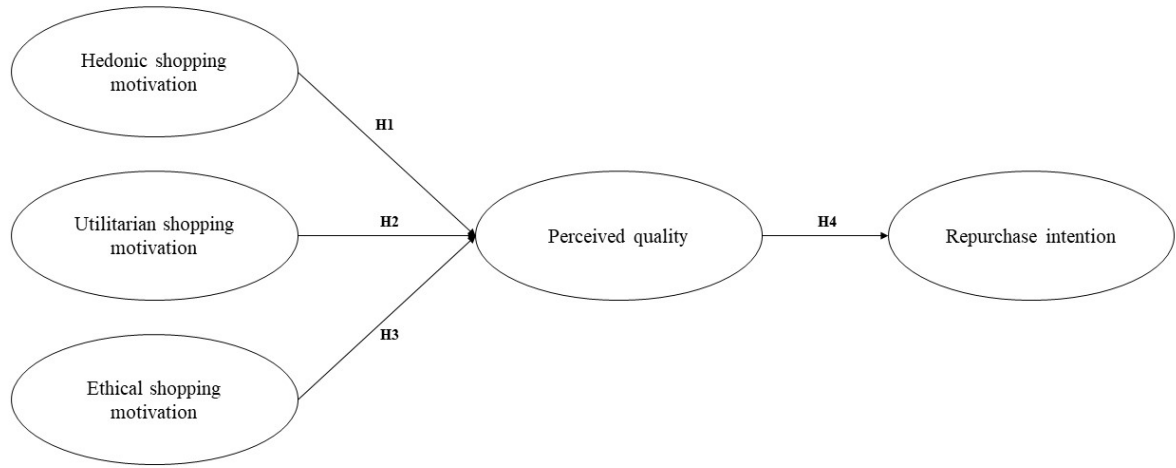 Hedonic shopping
motivation
H1
Utilitarian shopping
motivation
H2
Perceived quality
H4
Repurchase intention
H3
Ethical shopping
motivation